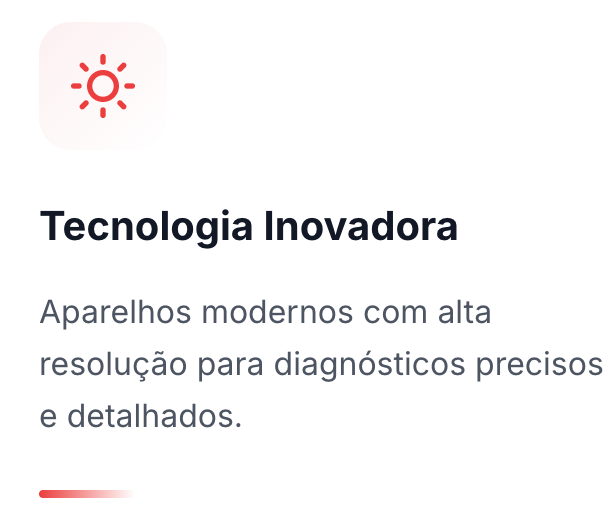 Tecnologia Inovadora
Aparelhos modernos com alta
resolução para diagnósticos precisos
e detalhados.